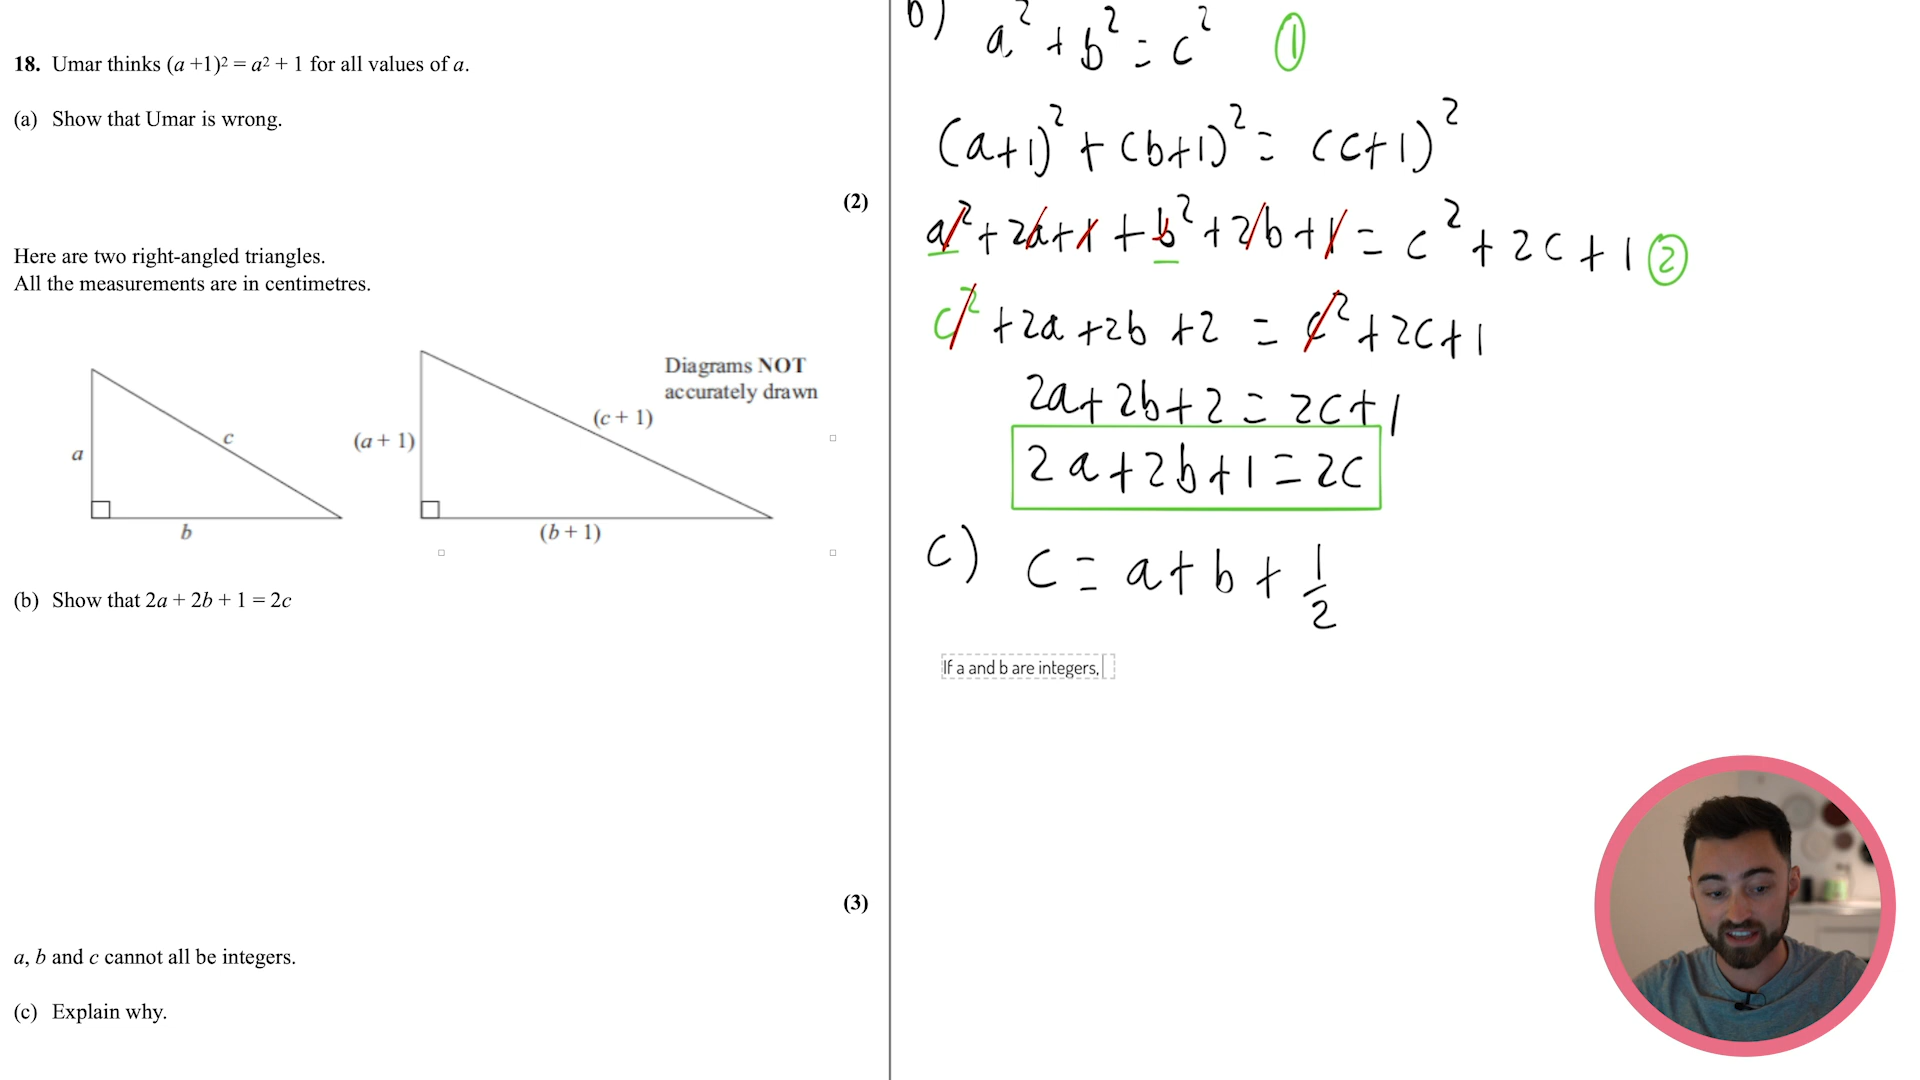 18. Umar thinks (a +1)² = a² + 1 for all values of a.
(a) Show that Umar is wrong.
(2)
Here are two right-angled triangles.
All the measurements are in centimetres.
Diagrams NOT
accurately drawn
a
c
b
(a + 1)
(c + 1)
(b + 1)
(b) Show that 2a + 2b + 1 = 2c
(3)
a, b and c cannot all be integers.
(c) Explain why.
b) a² + b² = c² ①
(a+1)² + (b+1)² = (c+1)²
a² + 2a + 1 + b² + 2b + 1 = c² + 2c + 1 ②
c² + 2a + 2b + 2 = c² + 2c + 1
2a + 2b + 2 = 2c + 1
2a + 2b + 1 = 2c
c) c = a + b + 1/2
If a and b are integers,